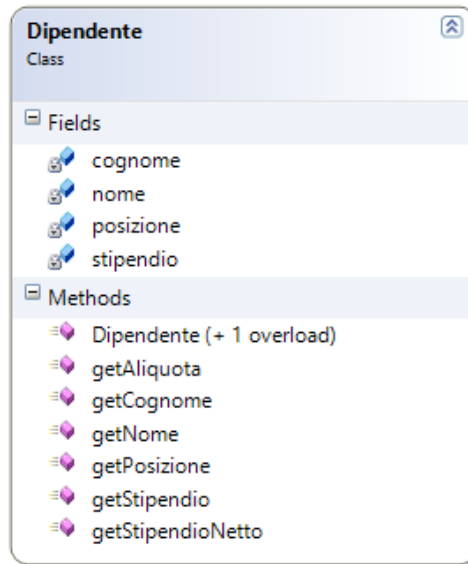 Dipendente
Class
Fields
cognome
nome
posizione
stipendio
Methods
Dipendente (+ 1 overload)
getAliquota
getCognome
getNome
getPosizione
getStipendio
getStipendioNetto